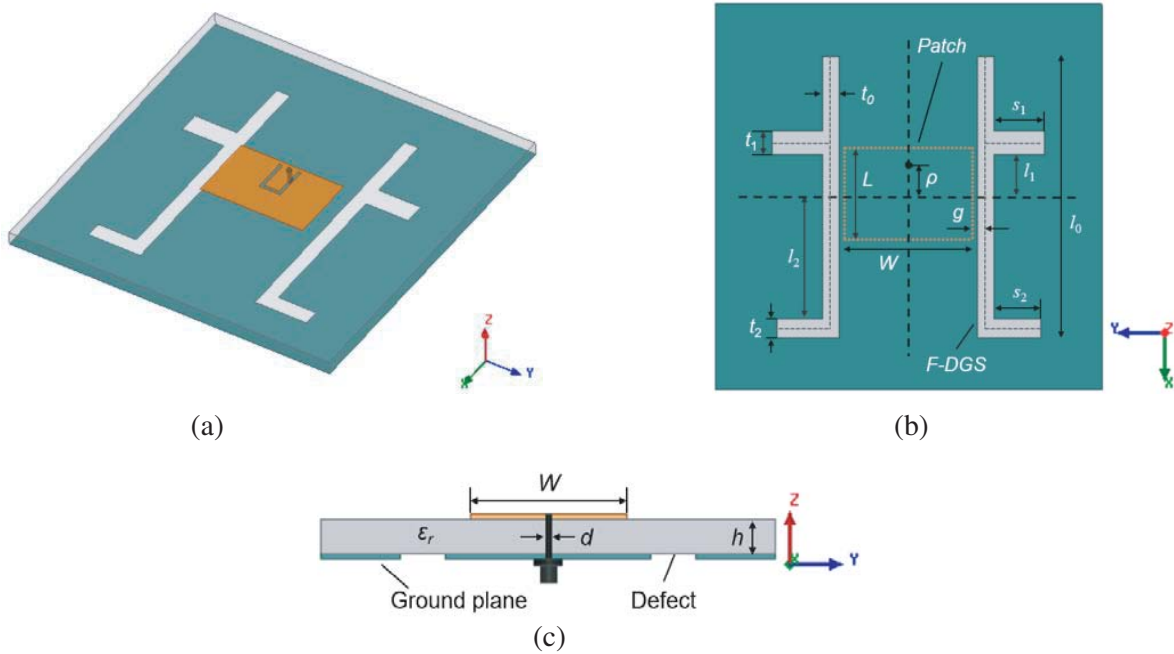 Z
Y
X
(a)
Patch
t₀
s₁
t₁
l₁
L
ρ
g
l₀
l₂
W
s₂
t₂
F-DGS
Y
Z
X
(b)
W
εᵣ
d
h
Z
X
Y
Ground plane
Defect
(c)